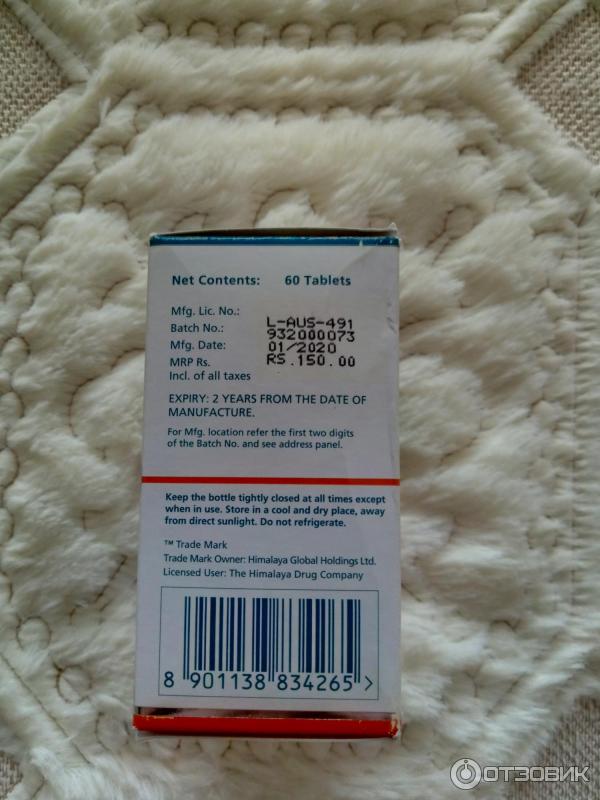 Net Contents: 60 Tablets
Mfg. Lic. No.: L-AUS-491
Batch No.: 932000073
Mfg. Date: 01/2020
MRP Rs. RS.150.00
Incl. of all taxes
EXPIRY: 2 YEARS FROM THE DATE OF
MANUFACTURE.
For Mfg. location refer the first two digits
of the Batch No. and see address panel.
Keep the bottle tightly closed at all times except
when in use. Store in a cool and dry place, away
from direct sunlight. Do not refrigerate.
™ Trade Mark
Trade Mark Owner: Himalaya Global Holdings Ltd.
Licensed User: The Himalaya Drug Company
8 901138 834265 >
ОТЗОВИК